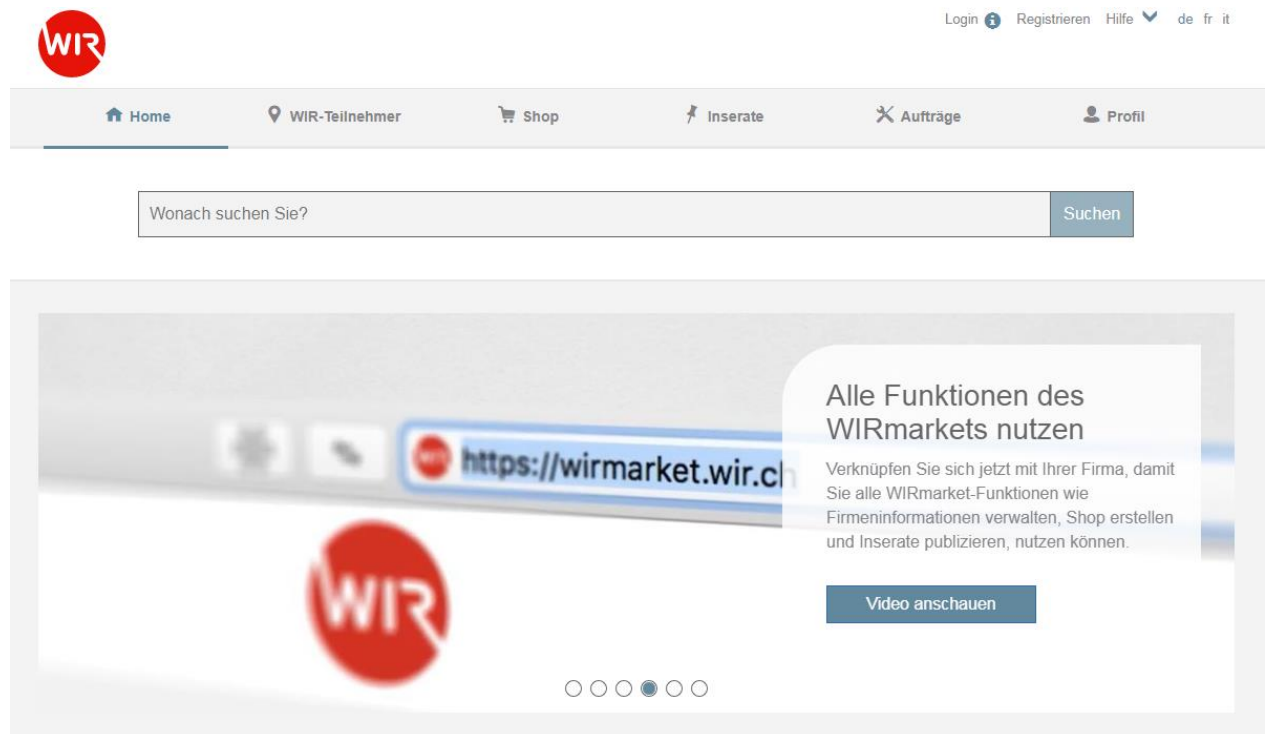 WIR
Login Registrieren Hilfe de fr it
Home WIR-Teilnehmer Shop Inserate Aufträge Profil
Wonach suchen Sie? Suchen
https://wirmarket.wir.ch
WIR
Alle Funktionen des
WIRmarkets nutzen
Verknüpfen Sie sich jetzt mit Ihrer Firma, damit
Sie alle WIRmarket-Funktionen wie
Firmeninformationen verwalten, Shop erstellen
und Inserate publizieren, nutzen können.
Video anschauen